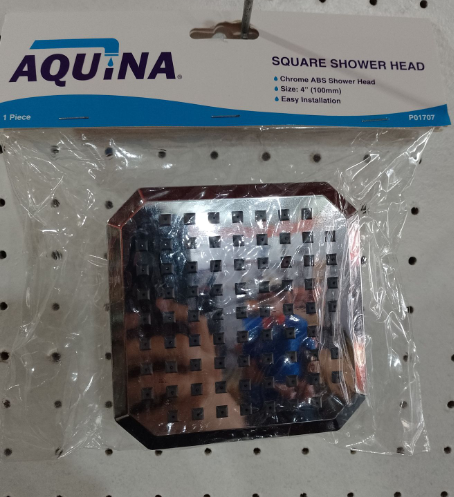 AQUINA®
SQUARE SHOWER HEAD
Chrome ABS Shower Head
Size: 4" (100mm)
Easy Installation
1 Piece
P01707